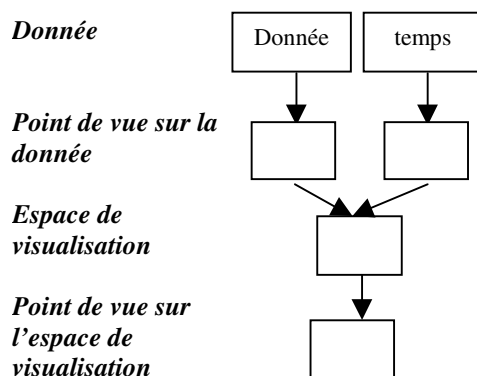 Donnée
Donnée
temps
Point de vue sur la
donnée
Espace de
visualisation
Point de vue sur
l’espace de
visualisation